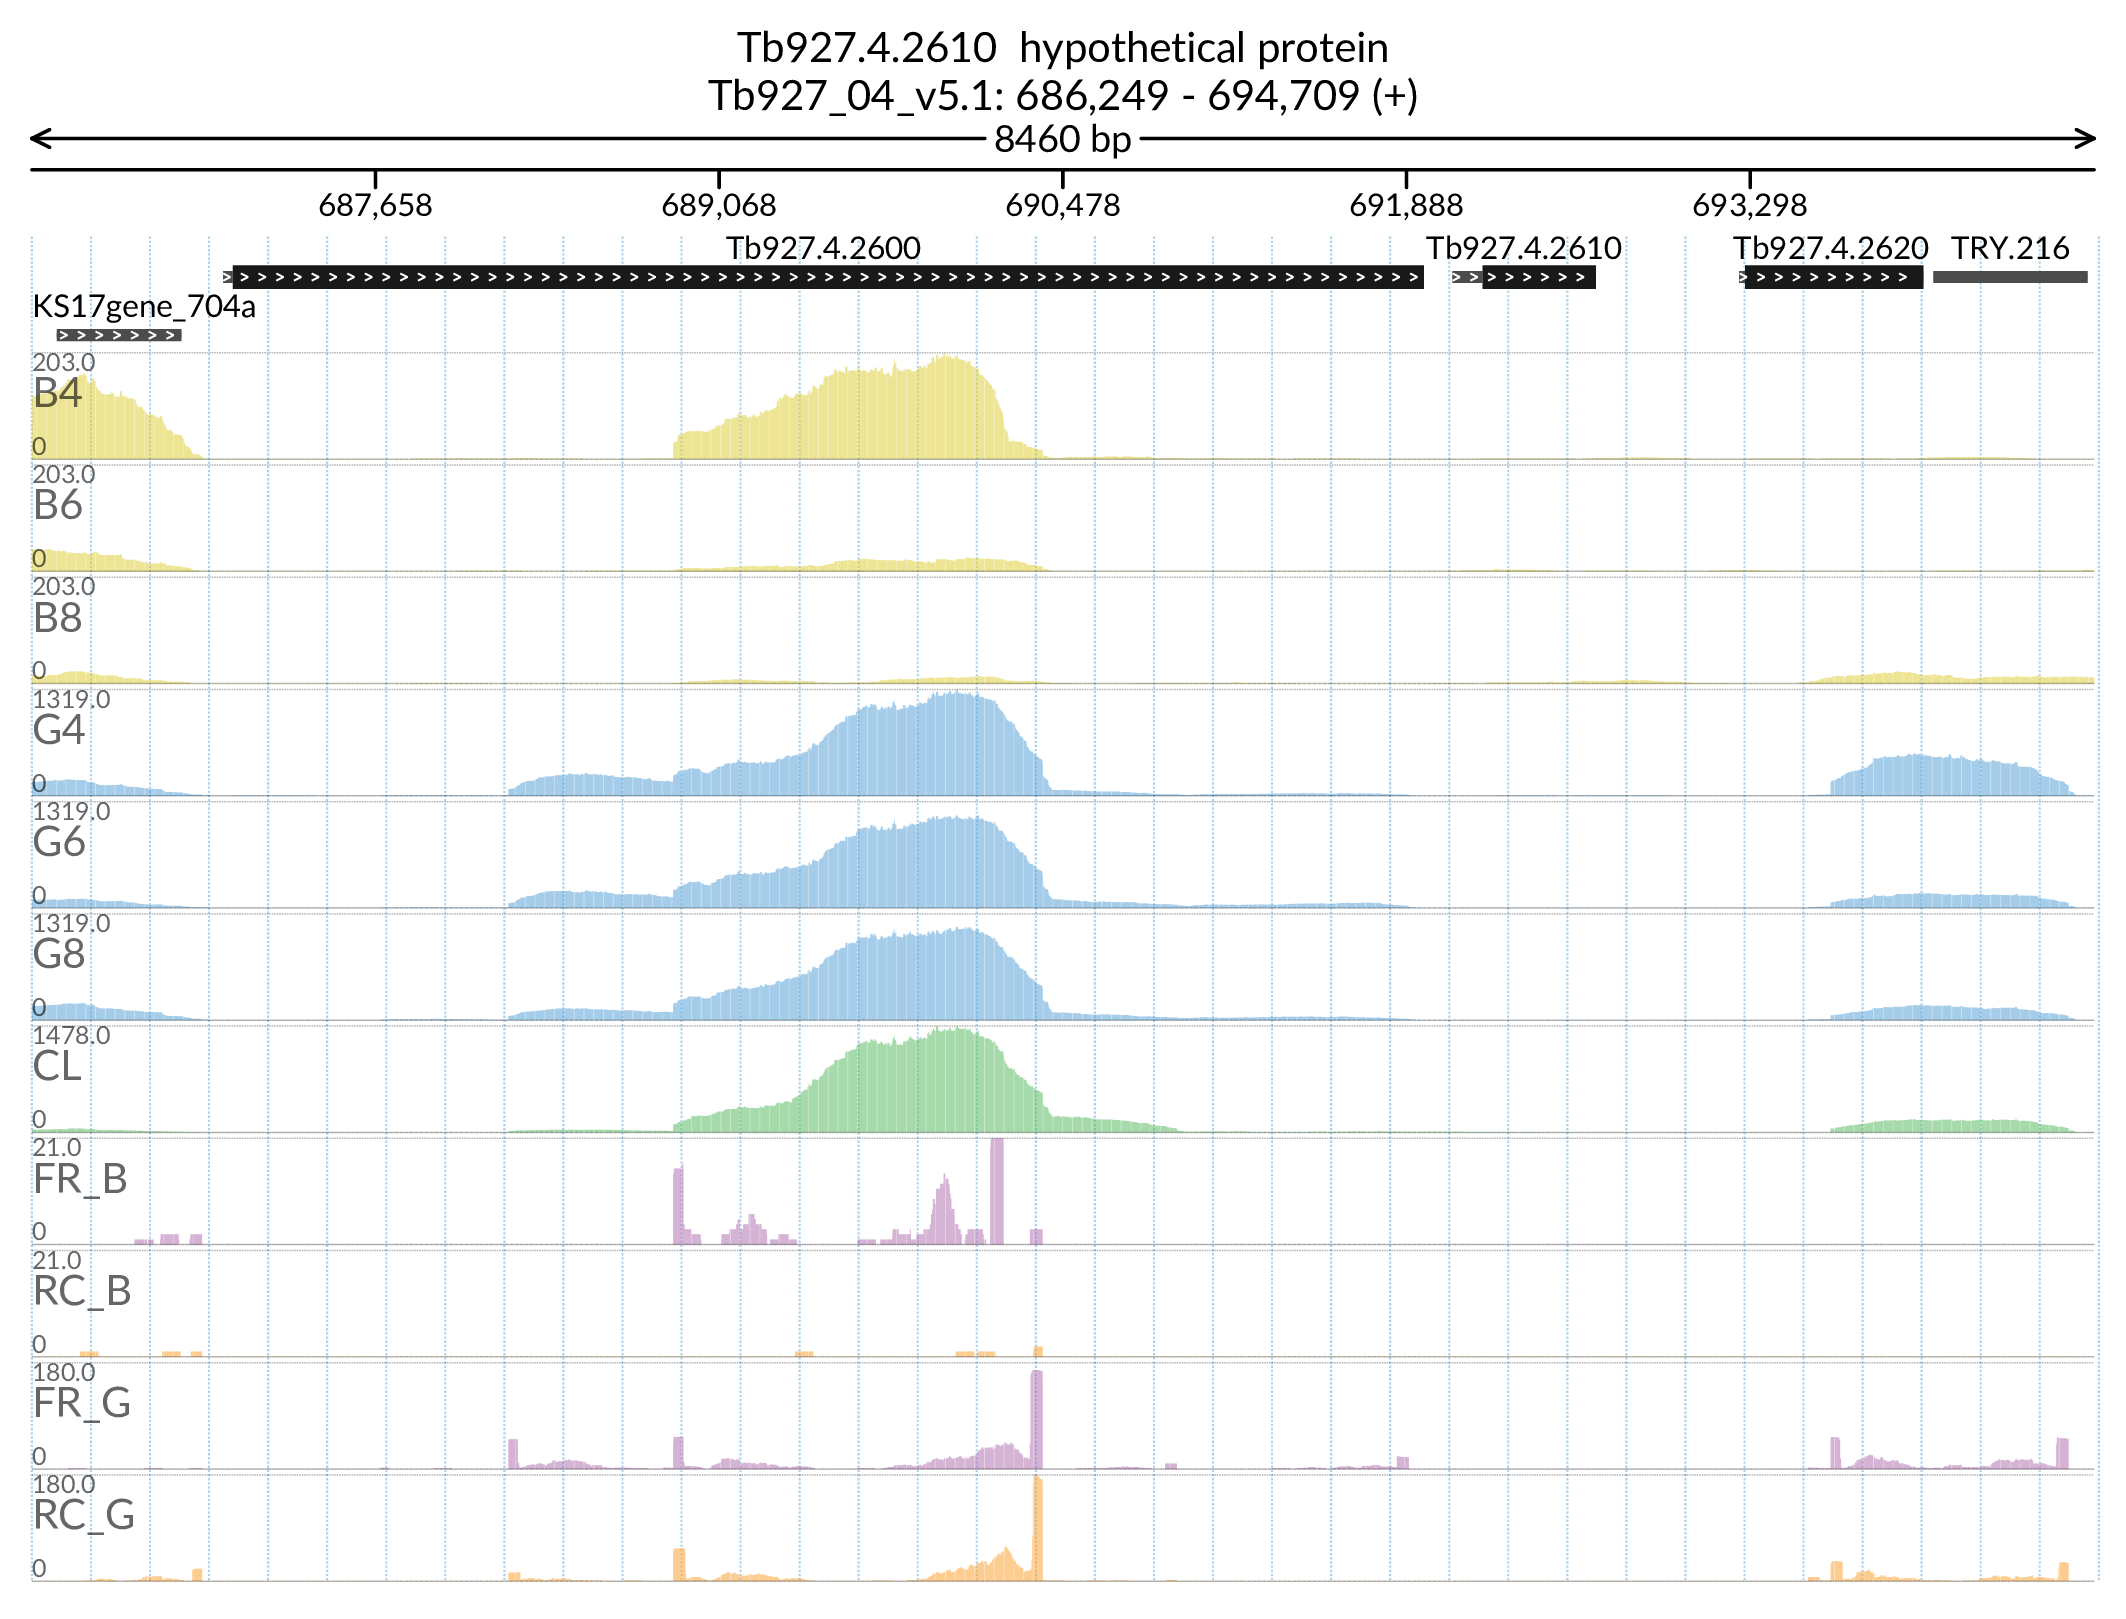 Tb927.4.2610 hypothetical protein
Tb927_04_v5.1: 686,249 - 694,709 (+)
8460 bp
687,658 689,068 690,478 691,888 693,298
Tb927.4.2600 Tb927.4.2610 Tb927.4.2620 TRY.216
KS17gene_704a
203.0
B4
0
203.0
B6
0
203.0
B8
0
1319.0
G4
0
1319.0
G6
0
1319.0
G8
0
1478.0
CL
0
21.0
FR_B
0
21.0
RC_B
0
180.0
FR_G
0
180.0
RC_G
0